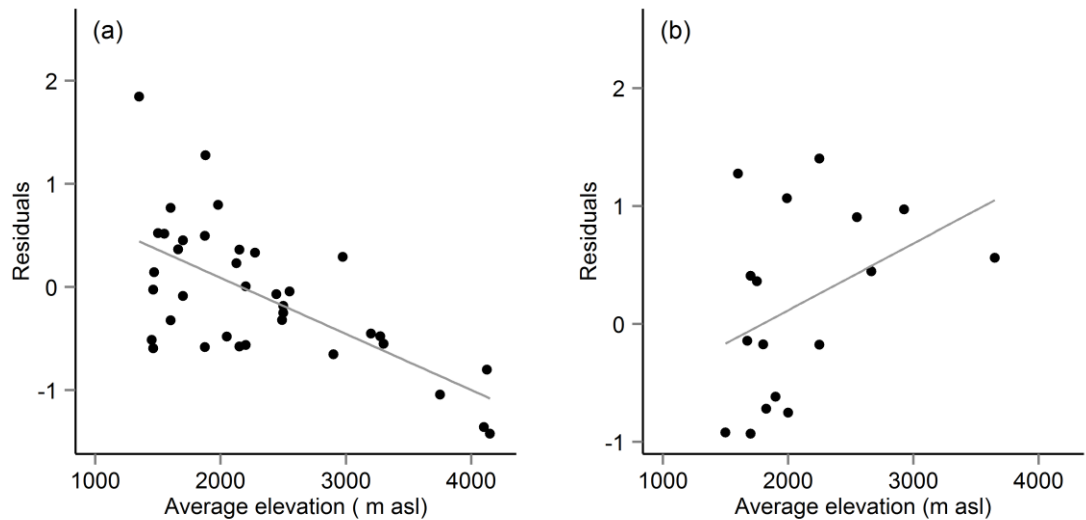 (a)
Residuals
2
1
0
-1
1000 2000 3000 4000
Average elevation ( m asl)
(b)
Residuals
2
1
0
-1
1000 2000 3000 4000
Average elevation (m asl)